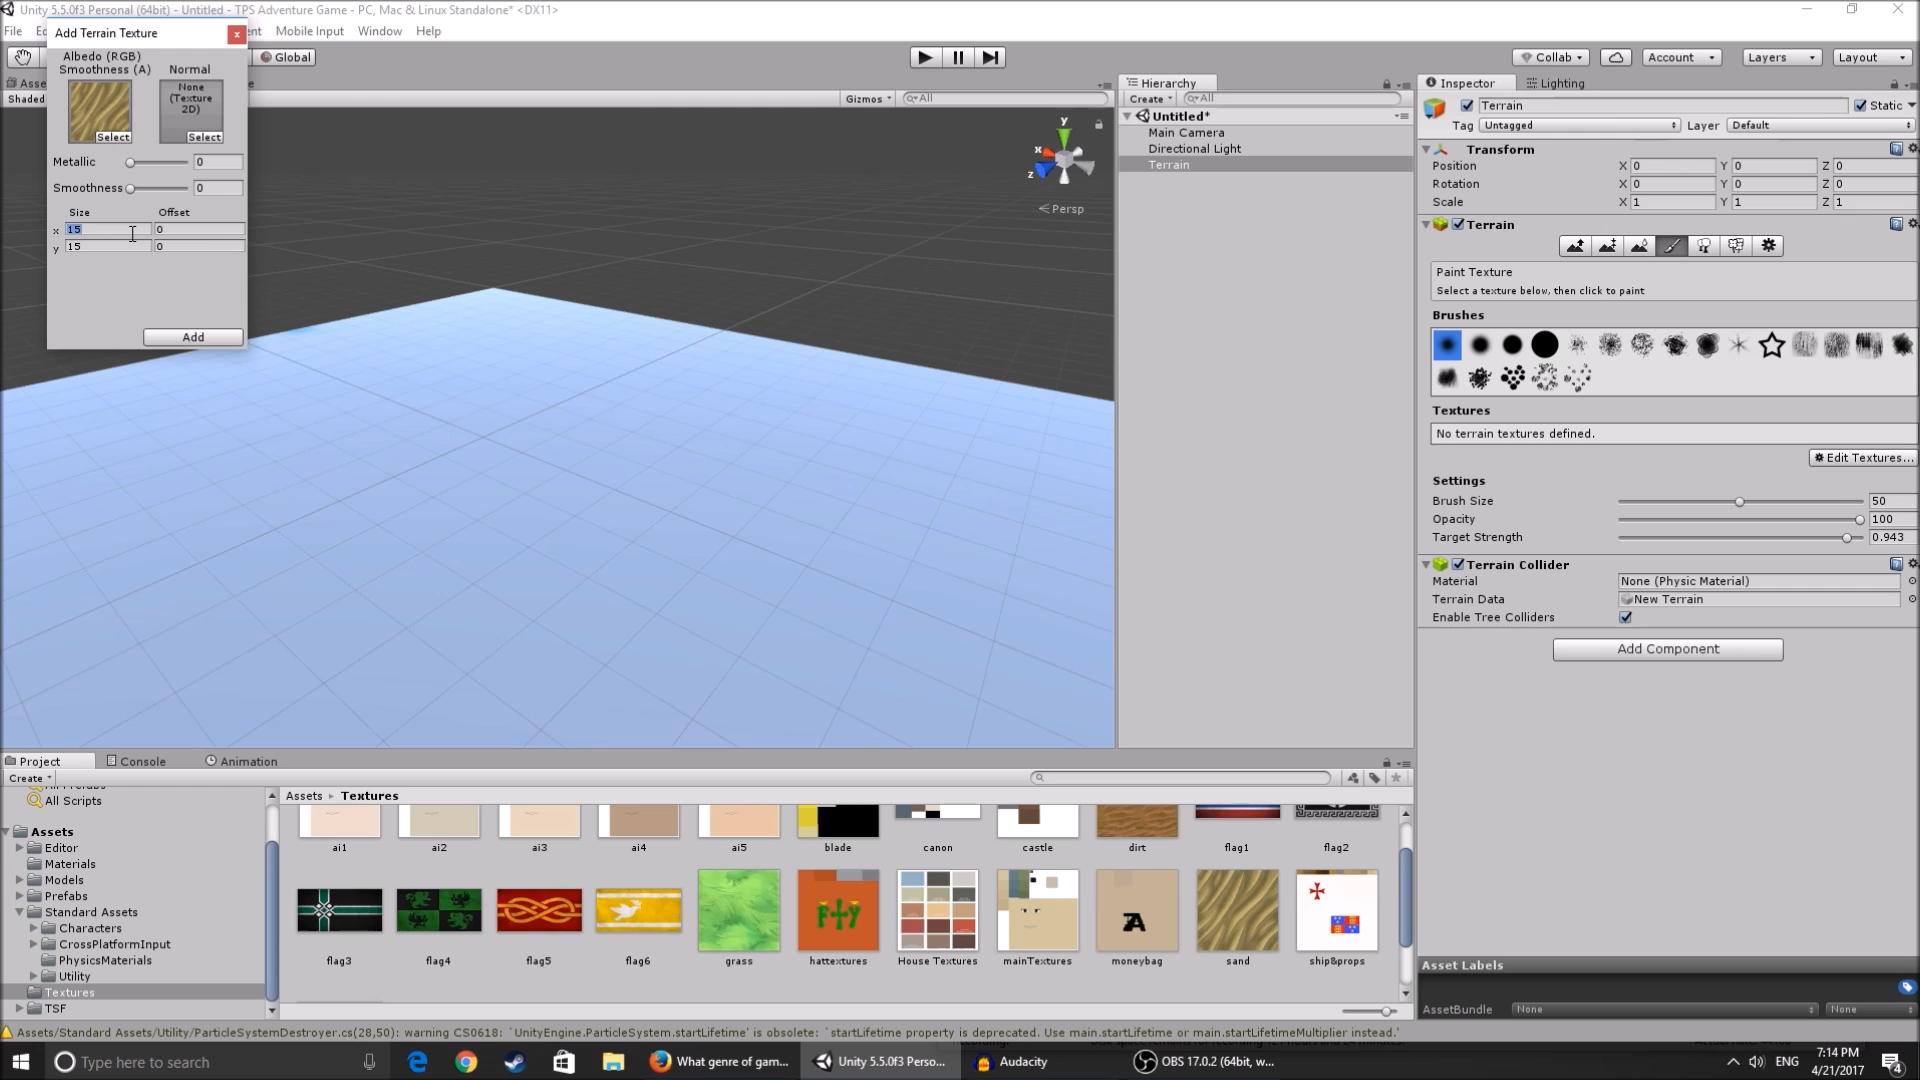 Unity 5.5.0f3 Personal (64bit) - Untitled - TPS Adventure Game - PC, Mac & Linux Standalone* <DX11>
File
Mobile Input Window Help
Add Terrain Texture x
Global
Collab Account Layers Layout
Albedo (RGB)
Smoothness (A) Normal
None
(Texture
2D)
Select Select
Metallic 0
Smoothness 0
Size Offset
x 15 0
y 15 0
Add
Shaded
Gizmos All
y
x
z
Persp
Hierarchy
Create All
Untitled*
Main Camera
Directional Light
Terrain
Inspector Lighting
Terrain Static
Tag Untagged Layer Default
Transform
Position X 0 Y 0 Z 0
Rotation X 0 Y 0 Z 0
Scale X 1 Y 1 Z 1
Terrain
Paint Texture
Select a texture below, then click to paint
Brushes
Textures
No terrain textures defined.
Edit Textures...
Settings
Brush Size 50
Opacity 100
Target Strength 0.943
Terrain Collider
Material None (Physic Material)
Terrain Data New Terrain
Enable Tree Colliders
Add Component
Asset Labels
AssetBundle None None
Project Console Animation
Create
All Prefabs
All Scripts
Assets
Editor
Materials
Models
Prefabs
Standard Assets
Characters
CrossPlatformInput
PhysicsMaterials
Utility
Textures
TSF
Assets Textures
ai1 ai2 ai3 ai4 ai5 blade canon castle dirt flag1 flag2
flag3 flag4 flag5 flag6 grass hattextures House Textures mainTextures moneybag sand ship&props
Assets/Standard Assets/Utility/ParticleSystemDestroyer.cs(28,50): warning CS0618: `UnityEngine.ParticleSystem.startLifetime' is obsolete: `startLifetime property is deprecated. Use main.startLifetime or main.startLifetimeMultiplier instead.'
Type here to search
What genre of gam...
Unity 5.5.0f3 Perso...
Audacity
OBS 17.0.2 (64bit, w...
ENG
7:14 PM
4/21/2017
4